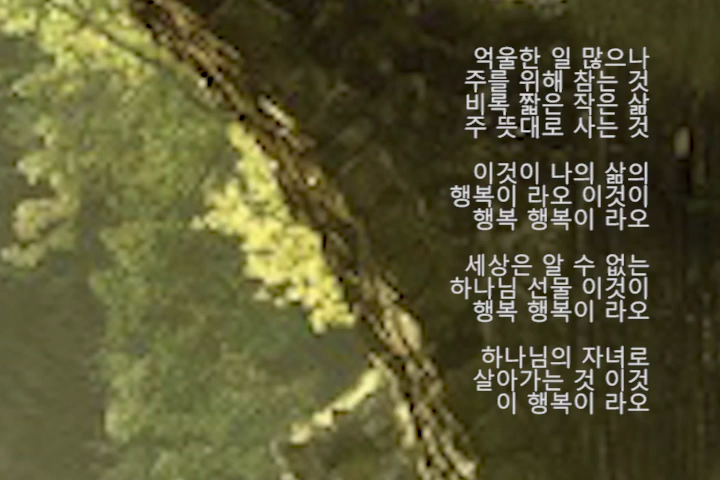 억울한 일 많으나
주를 위해 참는 것
비록 짧은 작은 삶
주 뜻대로 사는 것
이것이 나의 삶의
행복이 라오 이것이
행복 행복이 라오
세상은 알 수 없는
하나님 선물 이것이
행복 행복이 라오
하나님의 자녀로
살아가는 것 이것
이 행복이 라오